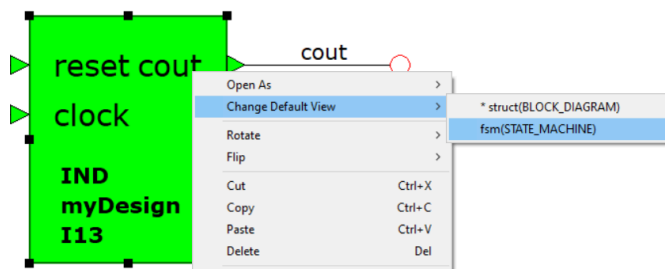 cout
reset cout
clock
IND
myDesign
I13
Open As >
Change Default View >
Rotate >
Flip >
Cut Ctrl+X
Copy Ctrl+C
Paste Ctrl+V
Delete Del
* struct(BLOCK_DIAGRAM)
fsm(STATE_MACHINE)